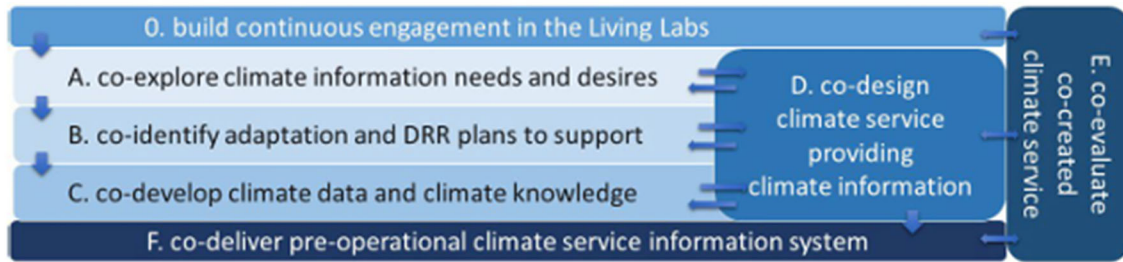 0. build continuous engagement in the Living Labs
A. co-explore climate information needs and desires
B. co-identify adaptation and DRR plans to support
C. co-develop climate data and climate knowledge
D. co-design
climate service
providing
climate information
E. co-evaluate
co-created
climate service
F. co-deliver pre-operational climate service information system